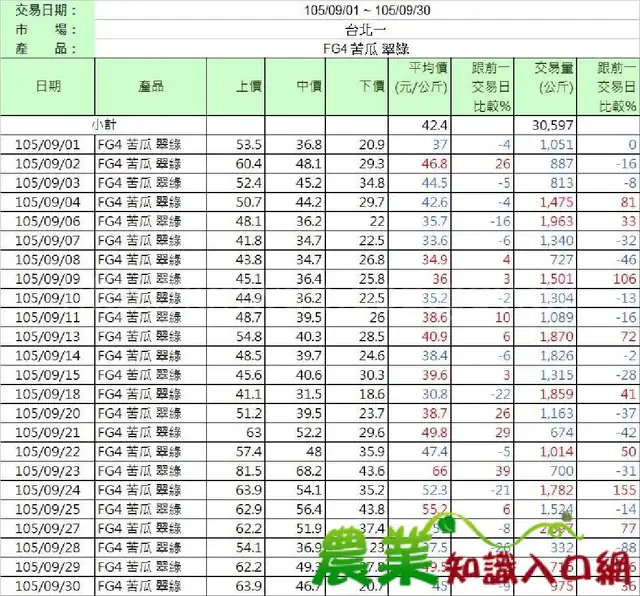 交易日期： 105/09/01 ~ 105/09/30
市 場： 台北一
產 品： FG4 苦瓜 翠綠
日期 產品 上價 中價 下價 平均價 (元/公斤) 跟前一交易日比較% 交易量 (公斤) 跟前一交易日比較%
小計 42.4 30,597
105/09/01 FG4 苦瓜 翠綠 53.5 36.8 20.9 37 -4 1,051 0
105/09/02 FG4 苦瓜 翠綠 60.4 48.1 29.3 46.8 26 887 -16
105/09/03 FG4 苦瓜 翠綠 52.4 45.2 34.8 44.5 -5 813 -8
105/09/04 FG4 苦瓜 翠綠 50.7 44.2 29.7 42.6 -4 1,475 81
105/09/06 FG4 苦瓜 翠綠 48.1 36.2 22 35.7 -16 1,963 33
105/09/07 FG4 苦瓜 翠綠 41.8 34.7 22.5 33.6 -6 1,340 -32
105/09/08 FG4 苦瓜 翠綠 43.8 34.7 26.8 34.9 4 727 -46
105/09/09 FG4 苦瓜 翠綠 45.1 36.4 25.8 36 3 1,501 106
105/09/10 FG4 苦瓜 翠綠 44.9 36.2 22.5 35.2 -2 1,304 -13
105/09/11 FG4 苦瓜 翠綠 48.7 39.5 26 38.6 10 1,089 -16
105/09/13 FG4 苦瓜 翠綠 54.8 40.3 28.5 40.9 6 1,870 72
105/09/14 FG4 苦瓜 翠綠 48.5 39.7 24.6 38.4 -6 1,826 -2
105/09/15 FG4 苦瓜 翠綠 45.6 40.6 30.3 39.6 3 1,315 -28
105/09/18 FG4 苦瓜 翠綠 41.1 31.5 18.6 30.8 -22 1,859 41
105/09/20 FG4 苦瓜 翠綠 51.2 39.5 23.7 38.7 26 1,163 -37
105/09/21 FG4 苦瓜 翠綠 63 52.2 29.6 49.8 29 674 -42
105/09/22 FG4 苦瓜 翠綠 57.4 48 35.9 47.4 -5 1,014 50
105/09/23 FG4 苦瓜 翠綠 81.5 68.2 43.6 66 39 700 -31
105/09/24 FG4 苦瓜 翠綠 63.9 54.1 35.2 52.3 -21 1,782 155
105/09/25 FG4 苦瓜 翠綠 62.9 56.4 43.8 55.2 6 -14
105/09/27 FG4 苦瓜 翠綠 62.2 51.9 37.4 -8 77
105/09/28 FG4 苦瓜 翠綠 54.1 36.9 332 -88
105/09/29 FG4 苦瓜 翠綠 62.2
105/09/30 FG4 苦瓜 翠綠 63.9 46.7 20.7 45 -9 975 36
農業知識入口網